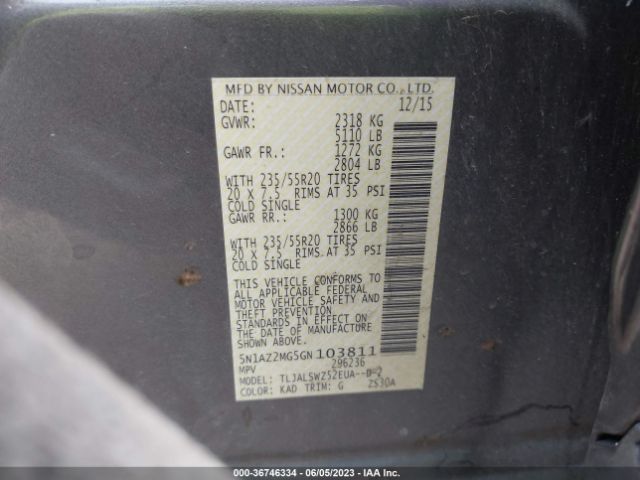 MFD BY NISSAN MOTOR CO., LTD.
DATE: 12/15
GVWR: 2318 KG
5110 LB
GAWR FR.: 1272 KG
2804 LB
WITH 235/55R20 TIRES
20 X 7.5 RIMS AT 35 PSI
COLD SINGLE
GAWR RR.: 1300 KG
2866 LB
WITH 235/55R20 TIRES
20 X 7.5 RIMS AT 35 PSI
COLD SINGLE
THIS VEHICLE CONFORMS TO
ALL APPLICABLE FEDERAL
MOTOR VEHICLE SAFETY AND
THEFT PREVENTION
STANDARDS IN EFFECT ON
THE DATE OF MANUFACTURE
SHOWN ABOVE.
5N1AZ2MG5GN103811
MPV 296236
MODEL: TLJALSWZ52EUA--D-2
COLOR: KAD TRIM: G 2S30A
000-36746334 / 06/05/2023 - IAA Inc.